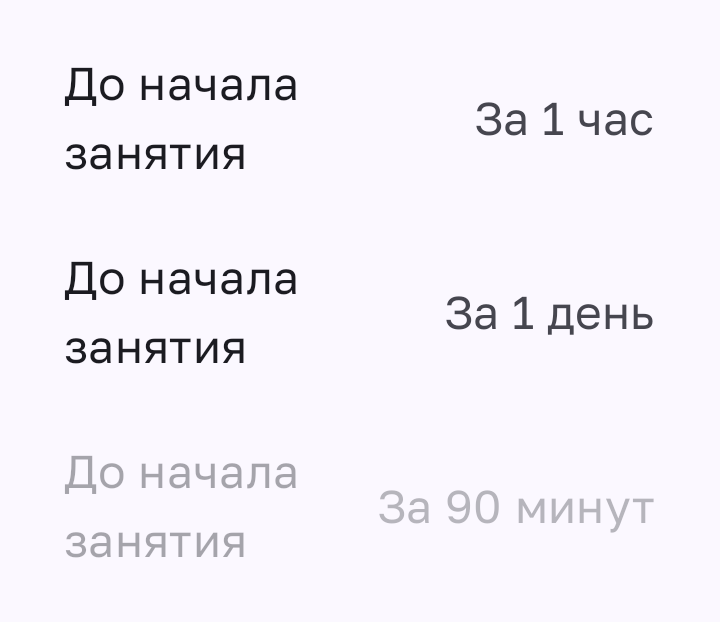 До начала
занятия
За 1 час
До начала
занятия
За 1 день
До начала
занятия
За 90 минут